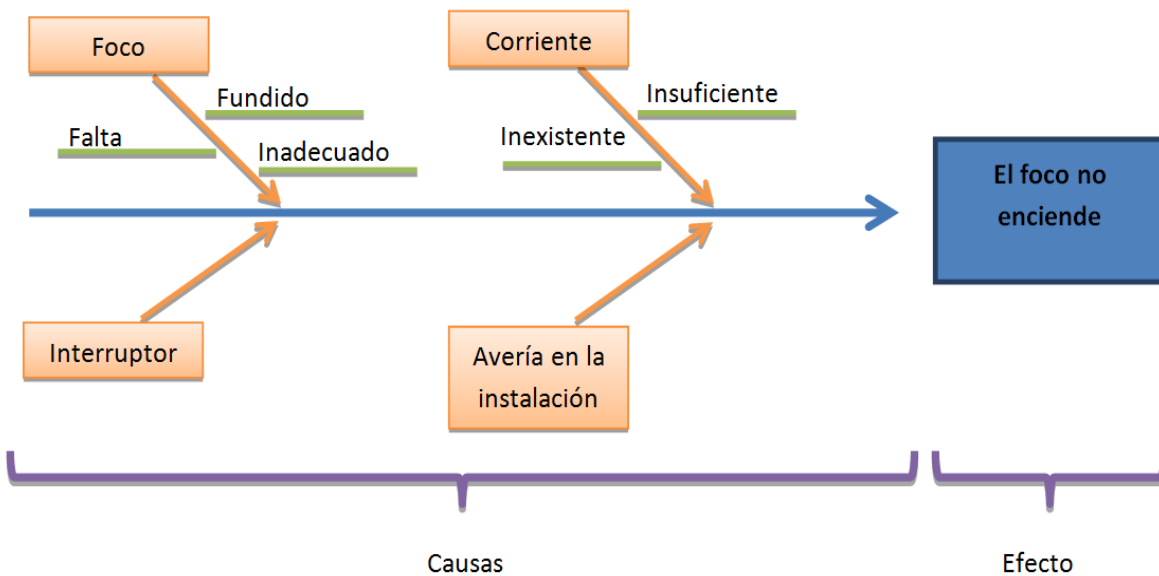 Foco
Corriente
Fundido
Insuficiente
Falta
Inexistente
Inadecuado
El foco no
enciende
Interruptor
Avería en la
instalación
Causas
Efecto